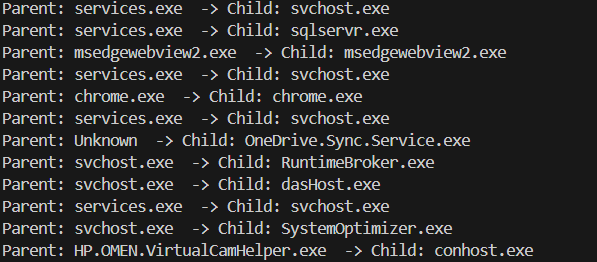 Parent: services.exe  -> Child: svchost.exe
Parent: services.exe  -> Child: sqlservr.exe
Parent: msedgewebview2.exe  -> Child: msedgewebview2.exe
Parent: services.exe  -> Child: svchost.exe
Parent: chrome.exe  -> Child: chrome.exe
Parent: services.exe  -> Child: svchost.exe
Parent: Unknown  -> Child: OneDrive.Sync.Service.exe
Parent: svchost.exe  -> Child: RuntimeBroker.exe
Parent: svchost.exe  -> Child: dasHost.exe
Parent: services.exe  -> Child: svchost.exe
Parent: svchost.exe  -> Child: SystemOptimizer.exe
Parent: HP.OMEN.VirtualCamHelper.exe  -> Child: conhost.exe